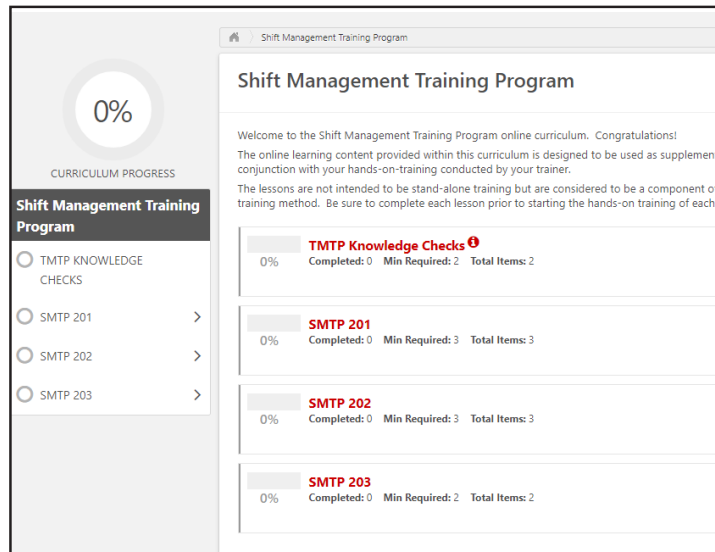 Shift Management Training Program
0%
CURRICULUM PROGRESS
Shift Management Training
Program
TMTP KNOWLEDGE
CHECKS
SMTP 201
SMTP 202
SMTP 203
Shift Management Training Program
Welcome to the Shift Management Training Program online curriculum. Congratulations!
The online learning content provided within this curriculum is designed to be used as supplemen
conjunction with your hands-on-training conducted by your trainer.
The lessons are not intended to be stand-alone training but are considered to be a component o
training method. Be sure to complete each lesson prior to starting the hands-on training of each
TMTP Knowledge Checks
0% Completed: 0 Min Required: 2 Total Items: 2
SMTP 201
0% Completed: 0 Min Required: 3 Total Items: 3
SMTP 202
0% Completed: 0 Min Required: 3 Total Items: 3
SMTP 203
0% Completed: 0 Min Required: 2 Total Items: 2